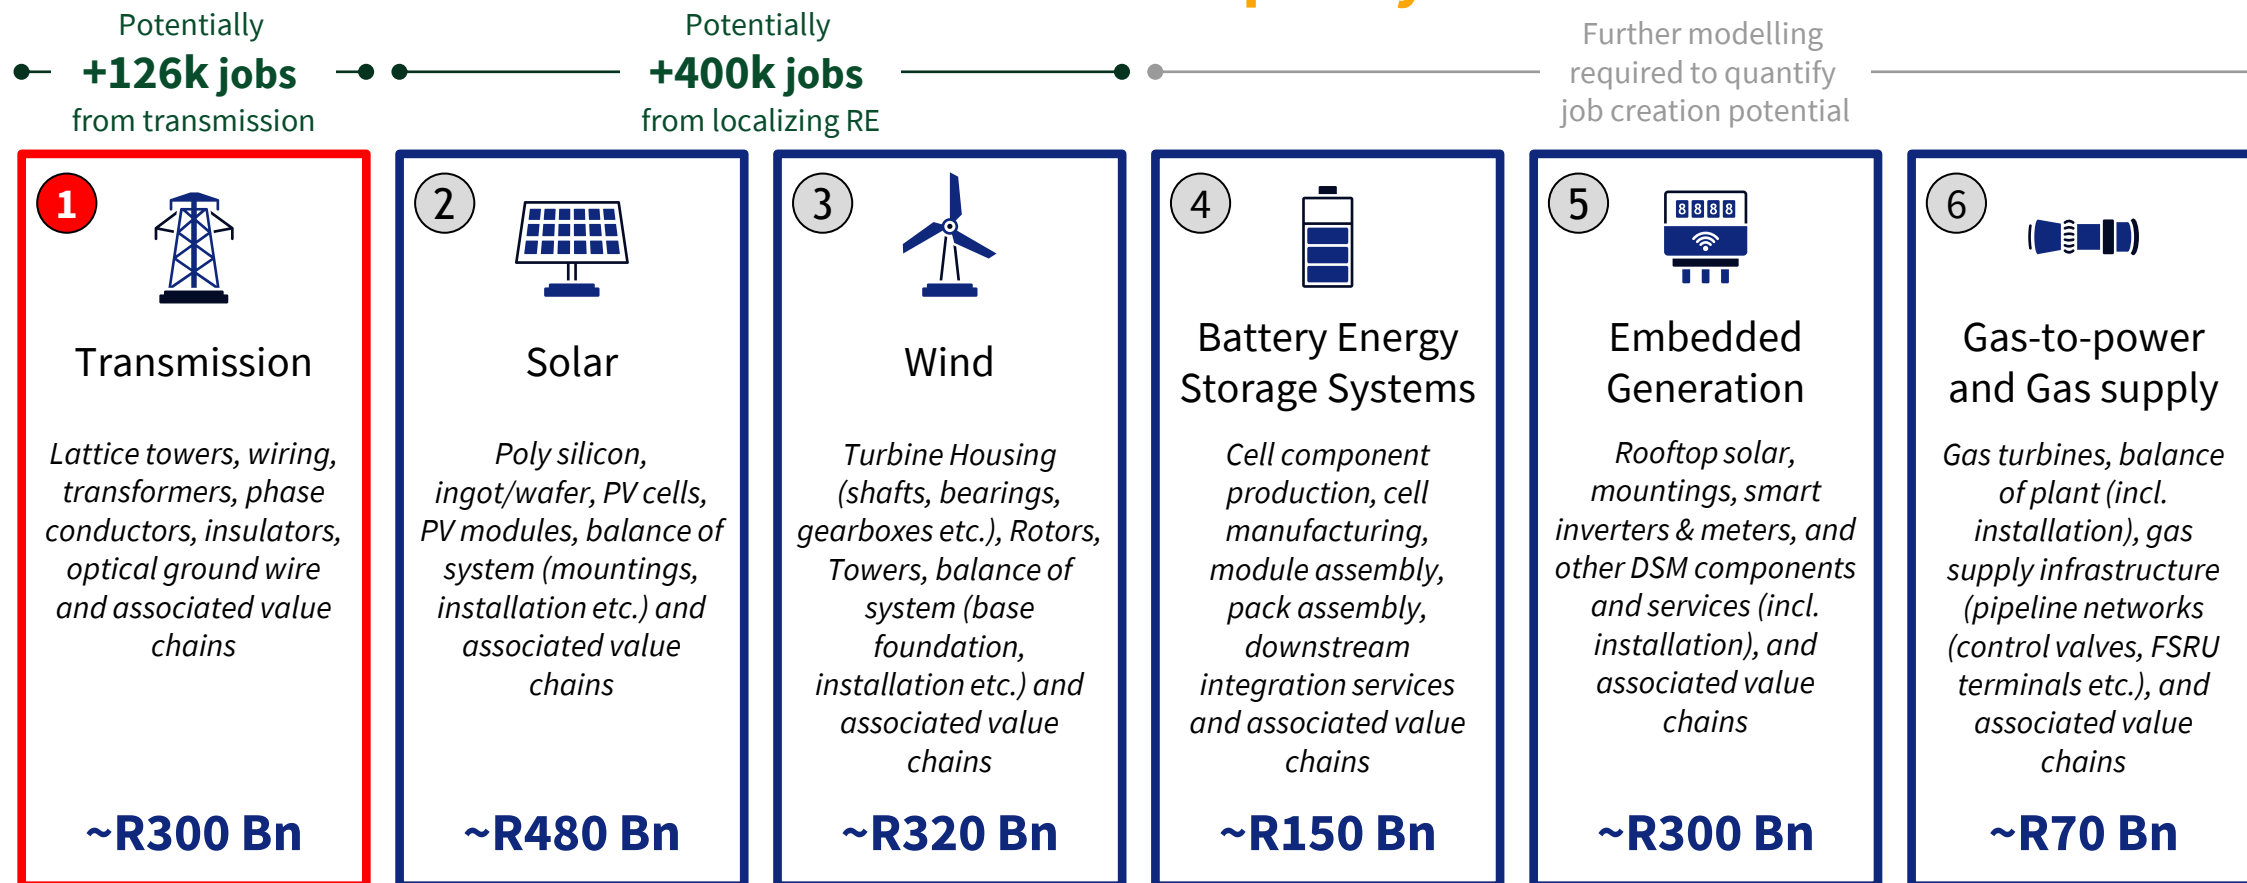 Potentially
+126k jobs
from transmission
Potentially
+400k jobs
from localizing RE
Further modelling
required to quantify
job creation potential
1
Transmission
Lattice towers, wiring,
transformers, phase
conductors, insulators,
optical ground wire
and associated value
chains
~R300 Bn
2
Solar
Poly silicon,
ingot/wafer, PV cells,
PV modules, balance of
system (mountings,
installation etc.) and
associated value
chains
~R480 Bn
3
Wind
Turbine Housing
(shafts, bearings,
gearboxes etc.), Rotors,
Towers, balance of
system (base
foundation,
installation etc.) and
associated value
chains
~R320 Bn
4
Battery Energy
Storage Systems
Cell component
production, cell
manufacturing,
module assembly,
pack assembly,
downstream
integration services
and associated value
chains
~R150 Bn
5
8888
Embedded
Generation
Rooftop solar,
mountings, smart
inverters & meters, and
other DSM components
and services (incl.
installation), and
associated value
chains
~R300 Bn
6
Gas-to-power
and Gas supply
Gas turbines, balance
of plant (incl.
installation), gas
supply infrastructure
(pipeline networks
(control valves, FSRU
terminals etc.), and
associated value
chains
~R70 Bn